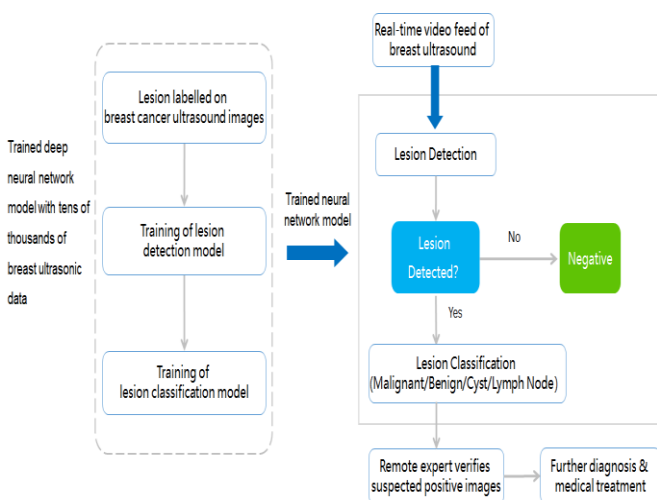 Real-time video feed of
breast ultrasound
Lesion labelled on
breast cancer ultrasound images
Trained deep
neural network
model with tens of
thousands of
breast ultrasonic
data
Training of lesion
detection model
Training of
lesion classification model
Trained neural
network model
Lesion Detection
Lesion
Detected?
No
Negative
Yes
Lesion Classification
(Malignant/Benign/Cyst/Lymph Node)
Remote expert verifies
suspected positive images
Further diagnosis &
medical treatment